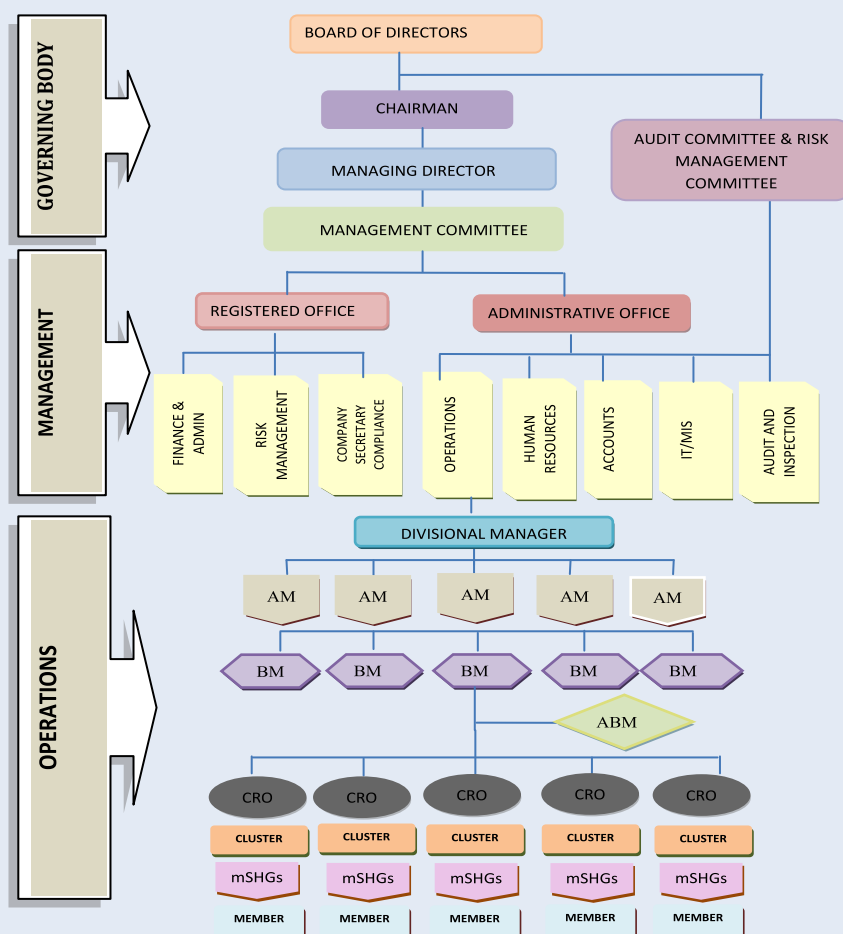 GOVERNING BODY
BOARD OF DIRECTORS
CHAIRMAN
MANAGING DIRECTOR
AUDIT COMMITTEE & RISK
MANAGEMENT
COMMITTEE
MANAGEMENT COMMITTEE
MANAGEMENT
REGISTERED OFFICE
ADMINISTRATIVE OFFICE
FINANCE &
ADMIN
RISK
MANAGEMENT
COMPANY
SECRETARY
COMPLIANCE
OPERATIONS
HUMAN
RESOURCES
ACCOUNTS
IT/MIS
AUDIT AND
INSPECTION
OPERATIONS
DIVISIONAL MANAGER
AM AM AM AM AM
BM BM BM BM BM
ABM
CRO CRO CRO CRO CRO
CLUSTER CLUSTER CLUSTER CLUSTER CLUSTER
mSHGs mSHGs mSHGs mSHGs mSHGs
MEMBER MEMBER MEMBER MEMBER MEMBER